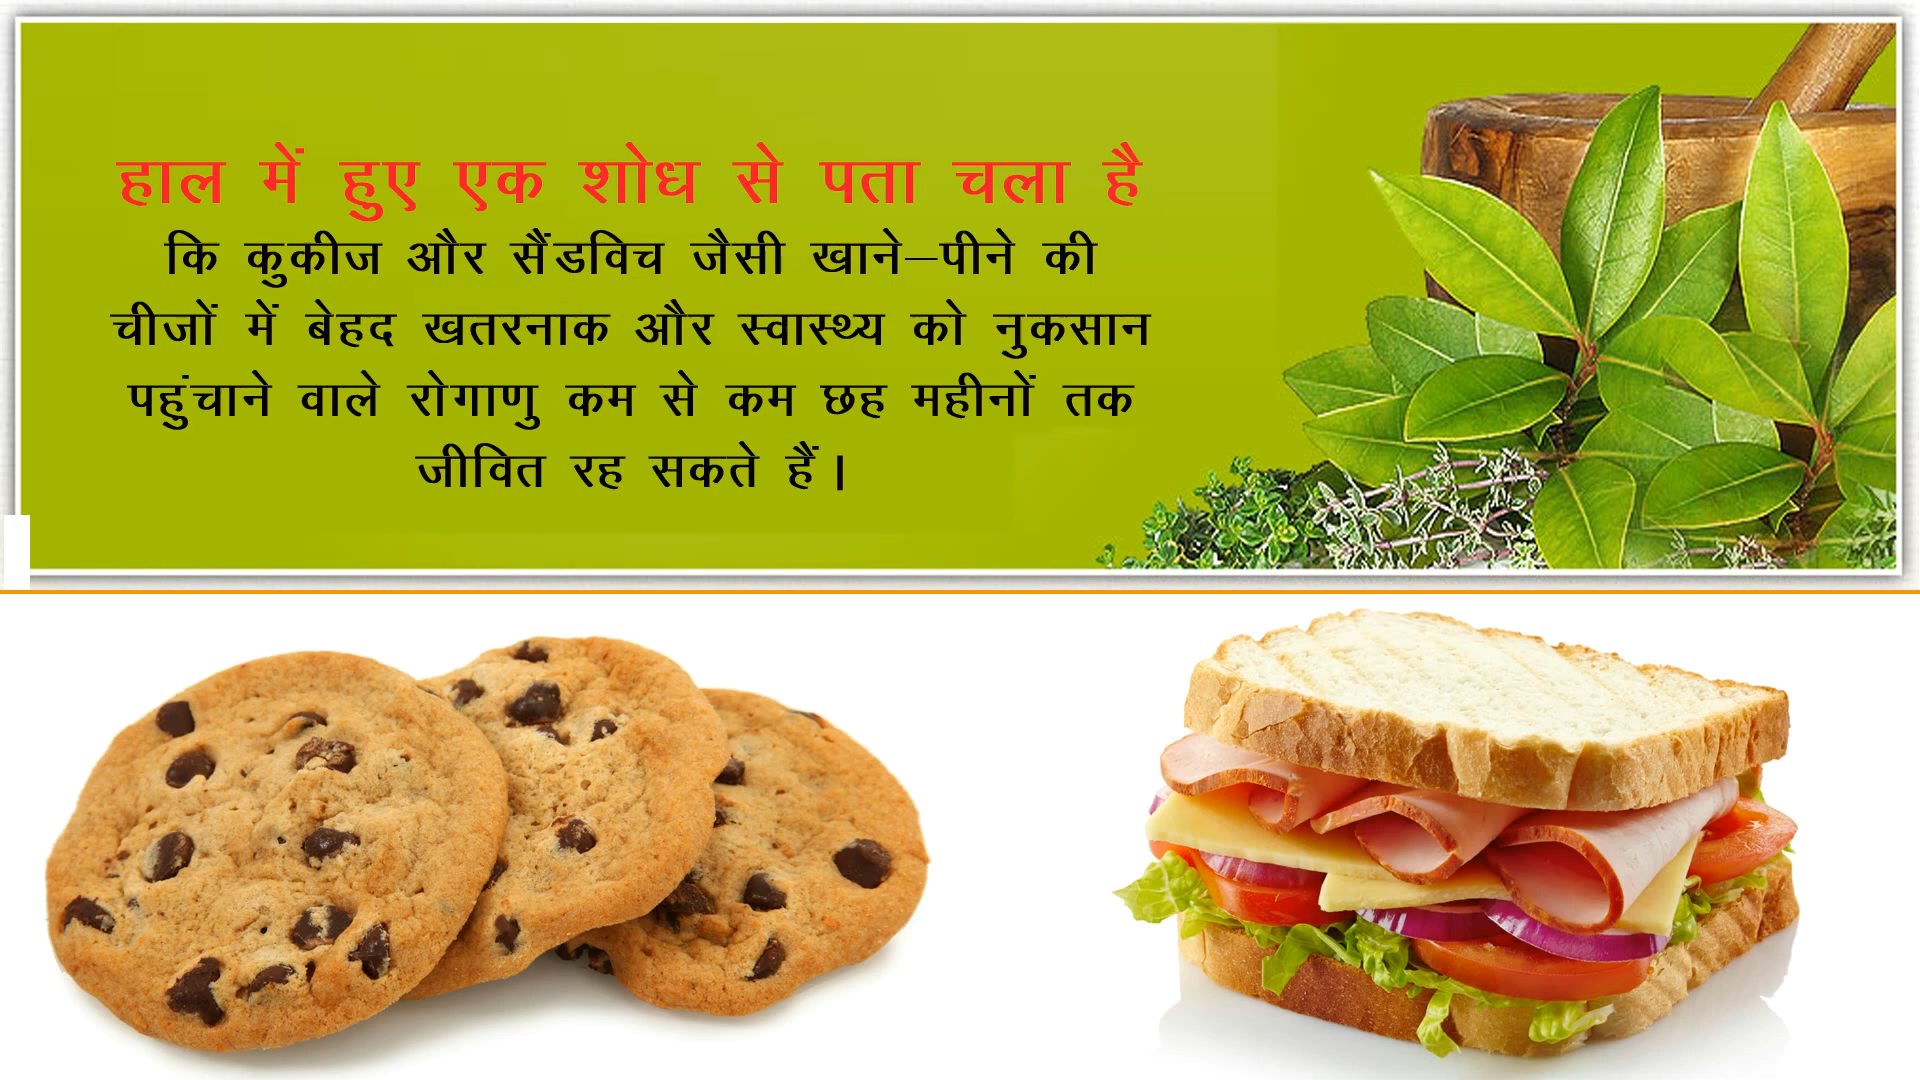 हाल में हुए एक शोध से पता चला है
कि कुकीज और सैंडविच जैसी खाने–पीने की
चीजों में बेहद खतरनाक और स्वास्थ्य को नुकसान
पहुंचाने वाले रोगाणु कम से कम छह महीनों तक
जीवित रह सकते हैं।